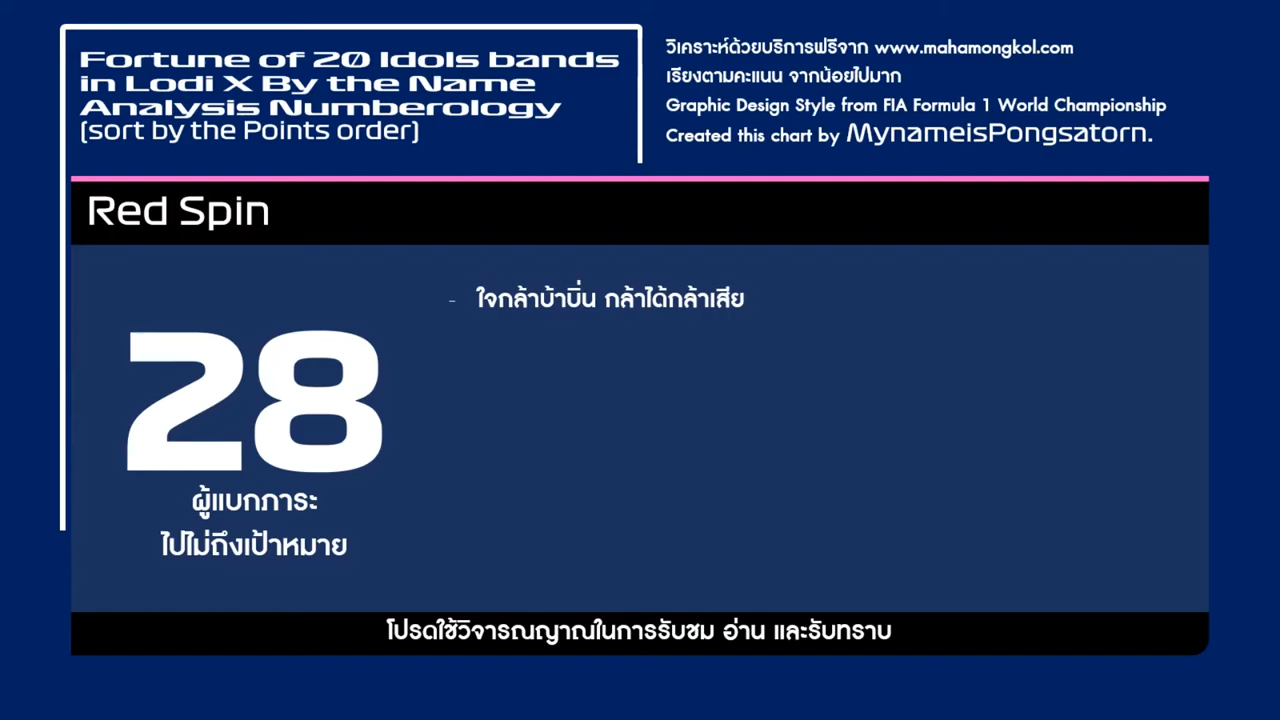 Fortune of 20 Idols bands
in Lodi X By the Name
Analysis Numberology
(sort by the Points order)
วิเคราะห์ด้วยบริการฟรีจาก www.mahamongkol.com
เรียงตามคะแนน จากน้อยไปมาก
Graphic Design Style from FIA Formula 1 World Championship
Created this chart by MynameisPongsatorn.
Red Spin
28
ผู้แบกภาระ
ไปไม่ถึงเป้าหมาย
- ใจกล้าบ้าบิ่น กล้าได้กล้าเสีย
โปรดใช้วิจารณญาณในการรับชม อ่าน และรับทราบ